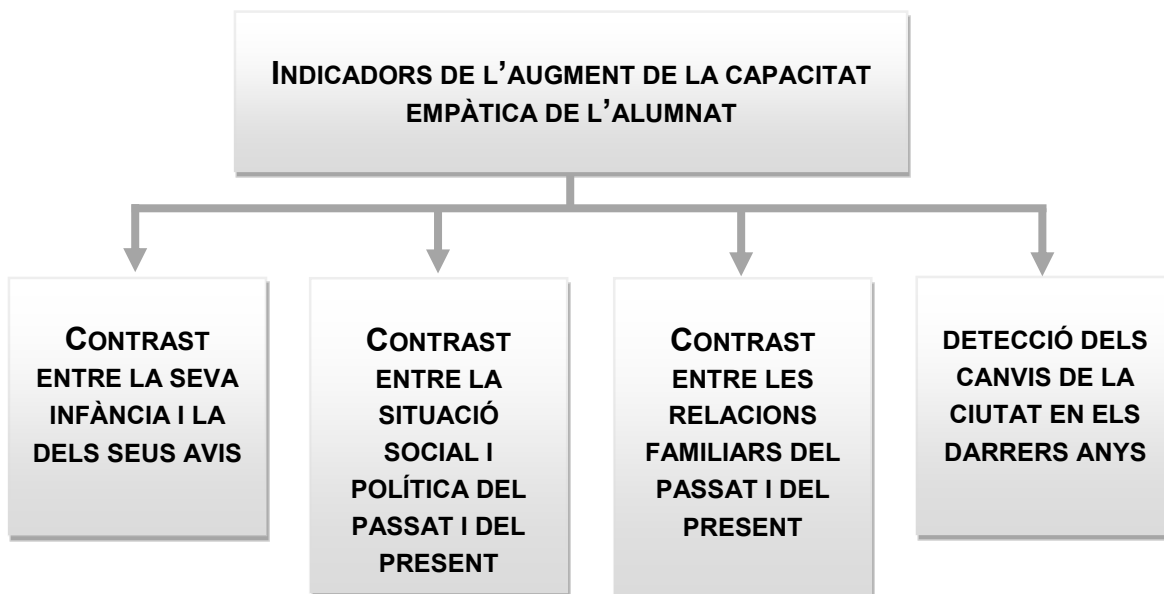 INDICADORS DE L'AUGMENT DE LA CAPACITAT
EMPÀTICA DE L'ALUMNAT
CONTRAST
ENTRE LA SEVA
INFÀNCIA I LA
DELS SEUS AVIS
CONTRAST
ENTRE LA
SITUACIÓ
SOCIAL I
POLÍTICA DEL
PASSAT I DEL
PRESENT
CONTRAST
ENTRE LES
RELACIONS
FAMILIARS DEL
PASSAT I DEL
PRESENT
DETECCIÓ DELS
CANVIS DE LA
CIUTAT EN ELS
DARRERS ANYS